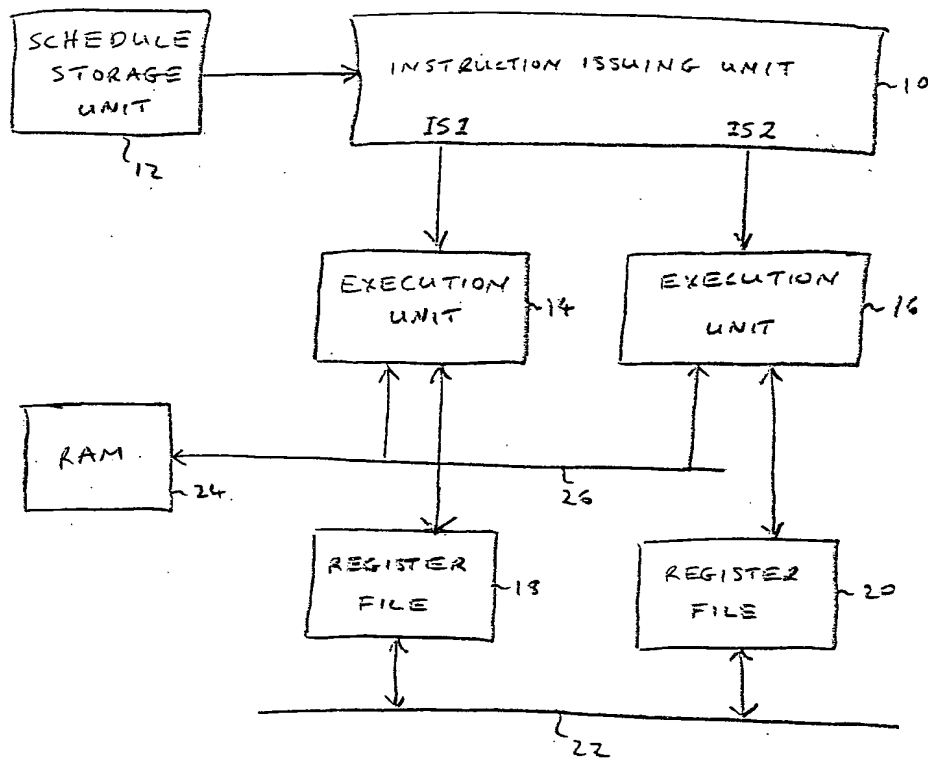 SCHEDULE
STORAGE
UNIT
12
INSTRUCTION ISSUING UNIT
10
IS1
IS2
EXECUTION
UNIT
14
EXECUTION
UNIT
16
RAM
24
26
REGISTER
FILE
18
REGISTER
FILE
20
22